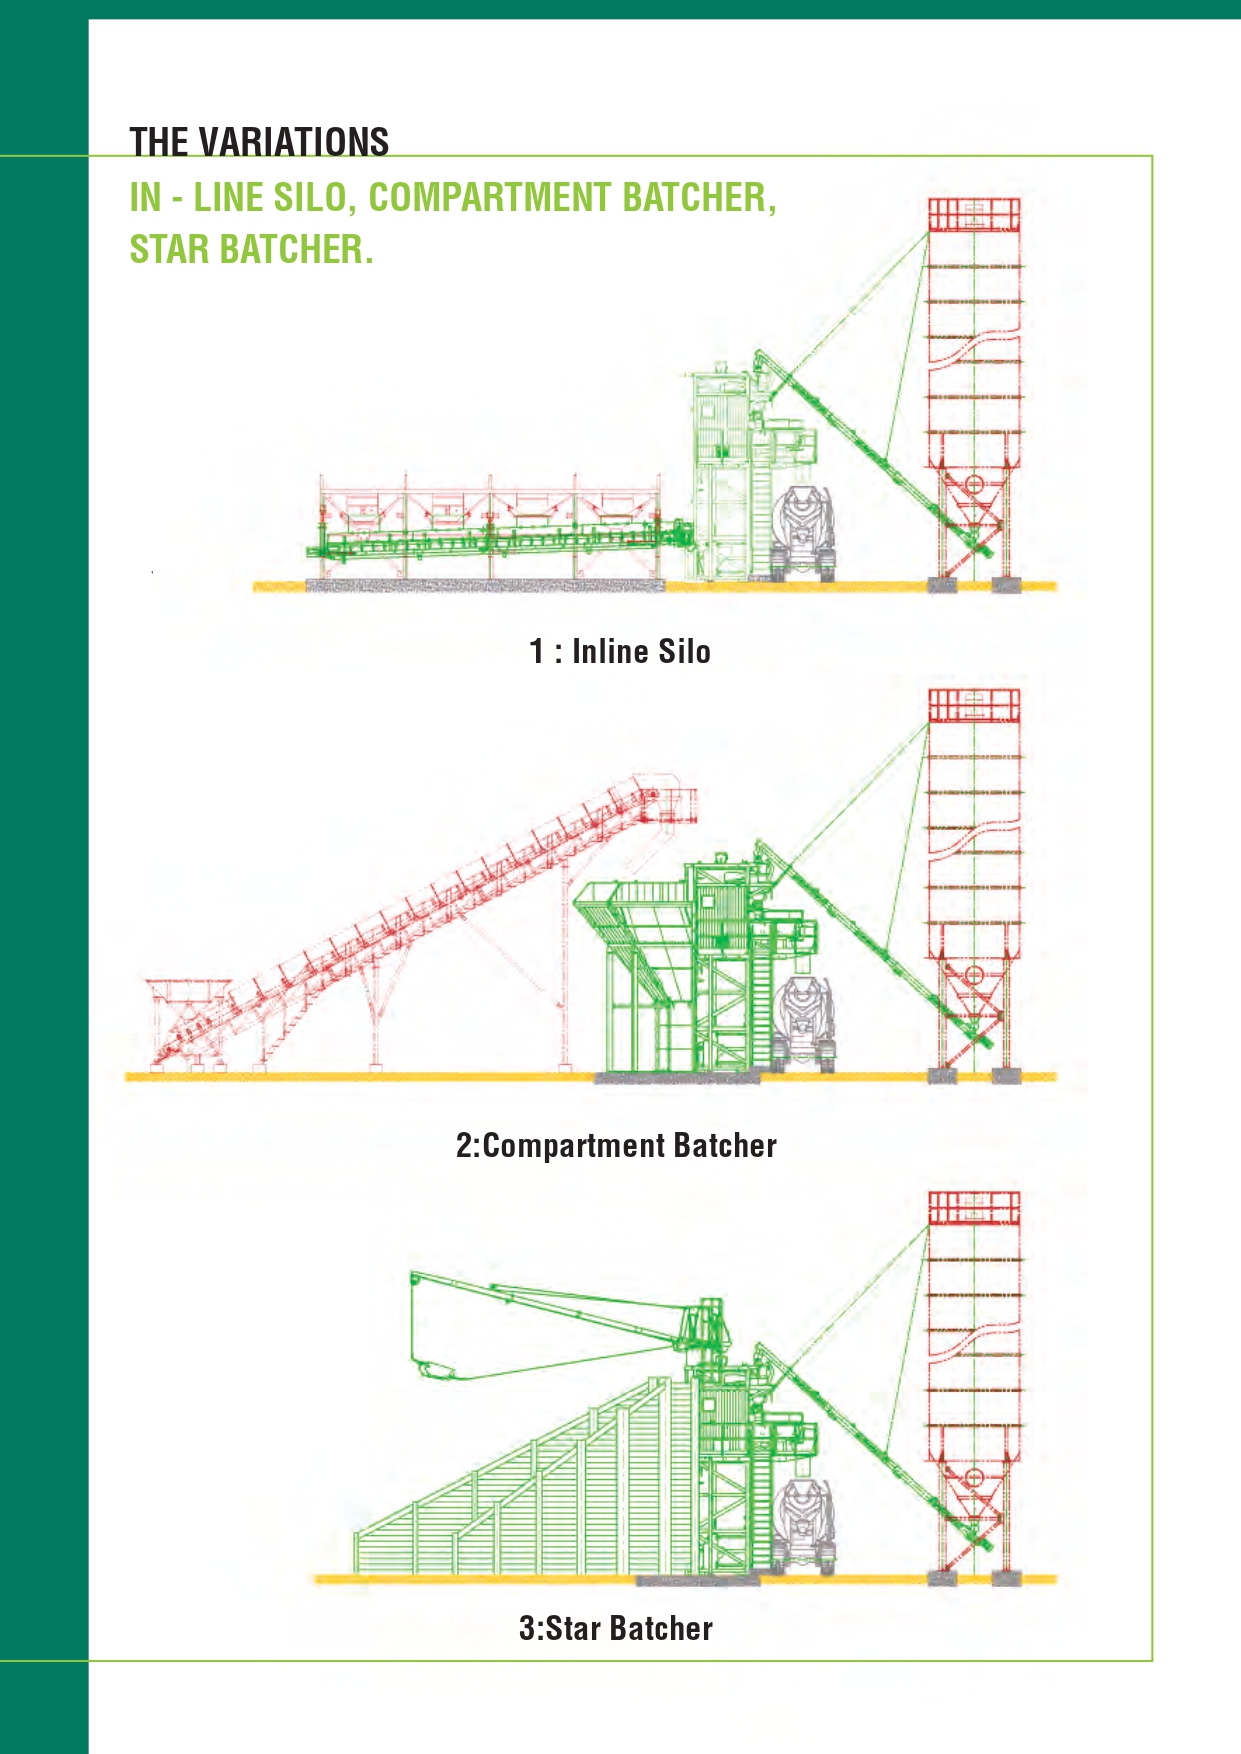 THE VARIATIONS
IN - LINE SILO, COMPARTMENT BATCHER,
STAR BATCHER.
1 : Inline Silo
2:Compartment Batcher
3:Star Batcher